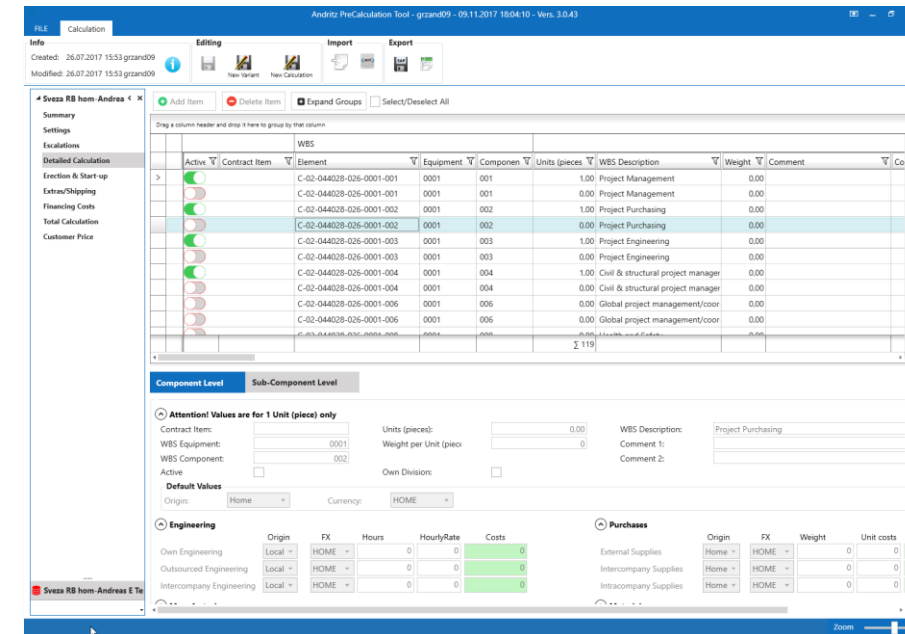 Andritz PreCalculation Tool - grzand09 - 09.11.2017 18:04:10 - Vers. 3.0.43
FILE Calculation
Info Editing Import Export
Created: 26.07.2017 15:53 grzand09
Modified: 26.07.2017 15:53 grzand09
New Variant New Calculation
Sveza RB hom-Andrea
Summary
Settings
Escalations
Detailed Calculation
Erection & Start-up
Extras/Shipping
Financing Costs
Total Calculation
Customer Price
Sveza RB hom-Andreas E Te
Add Item Delete Item Expand Groups Select/Deselect All
Drag a column header and drop it here to group by that column
WBS
Active Contract Item Element Equipment Componen Units (pieces WBS Description Weight Comment Co
C-02-044028-026-0001-001 0001 001 1,00 Project Management 0,00
C-02-044028-026-0001-001 0001 001 0,00 Project Management 0,00
C-02-044028-026-0001-002 0001 002 1,00 Project Purchasing 0,00
C-02-044028-026-0001-002 0001 002 0,00 Project Purchasing 0,00
C-02-044028-026-0001-003 0001 003 1,00 Project Engineering 0,00
C-02-044028-026-0001-003 0001 003 0,00 Project Engineering 0,00
C-02-044028-026-0001-004 0001 004 1,00 Civil & structural project manager 0,00
C-02-044028-026-0001-004 0001 004 0,00 Civil & structural project manager 0,00
C-02-044028-026-0001-006 0001 006 0,00 Global project management/coor 0,00
C-02-044028-026-0001-006 0001 006 0,00 Global project management/coor 0,00
∑ 119
Component Level Sub-Component Level
Attention! Values are for 1 Unit (piece) only
Contract Item: Units (pieces): 0,00 WBS Description: Project Purchasing
WBS Equipment: 0001 Weight per Unit (piece 0 Comment 1:
WBS Component: 002 Comment 2:
Active Own Division:
Default Values
Origin: Home Currency: HOME
Engineering Purchases
Origin FX Hours HourlyRate Costs Origin FX Weight Unit costs
Own Engineering Local HOME 0 0 0 External Supplies Home HOME 0 0
Outsourced Engineering Local HOME 0 0 0 Intercompany Supplies Home HOME 0 0
Intercompany Engineering Local HOME 0 0 0 Intracompany Supplies Home HOME 0 0
Zoom